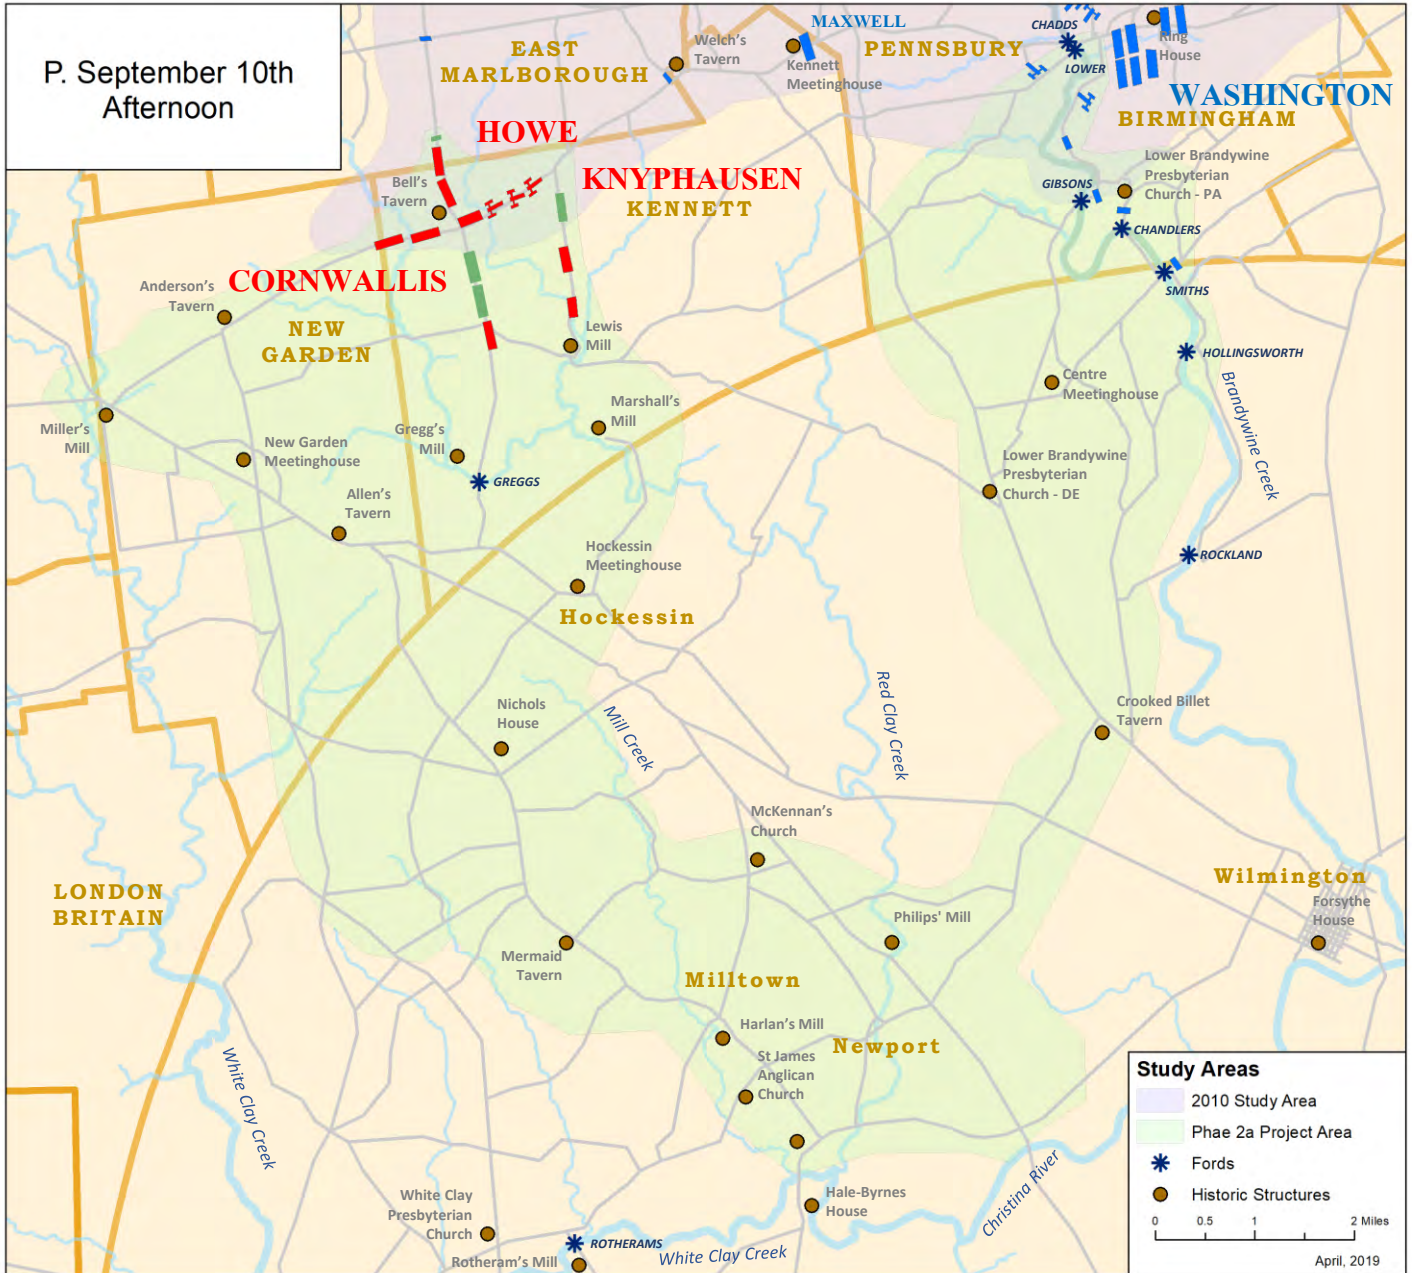 P. September 10th
Afternoon
EAST
MARLBOROUGH
Welch's
Tavern
MAXWELL
Kennett
Meetinghouse
PENNSBURY
CHADDS
LOWER
Ring
House
WASHINGTON
BIRMINGHAM
HOWE
KNYPHAUSEN
KENNETT
Bell's
Tavern
GIBSONS
Lower Brandywine
Presbyterian
Church - PA
CHANDLERS
CORNWALLIS
Anderson's
Tavern
SMITHS
NEW
GARDEN
Lewis
Mill
HOLLINGSWORTH
Centre
Meetinghouse
Brandywine Creek
Miller's
Mill
New Garden
Meetinghouse
Gregg's
Mill
Marshall's
Mill
GREGGS
Lower Brandywine
Presbyterian
Church - DE
Allen's
Tavern
Hockessin
Meetinghouse
ROCKLAND
Hockessin
Nichols
House
Mill Creek
Red Clay Creek
Crooked Billet
Tavern
McKennan's
Church
LONDON
BRITAIN
Wilmington
Forsythe
House
Philips' Mill
Mermaid
Tavern
Milltown
Harlan's Mill
Newport
St James
Anglican
Church
White Clay Creek
White Clay
Presbyterian
Church
Hale-Byrnes
House
Christina River
ROTHERAMS
Rotheram's Mill
White Clay Creek
Study Areas
2010 Study Area
Phae 2a Project Area
Fords
Historic Structures
0 0.5 1 2 Miles
April, 2019